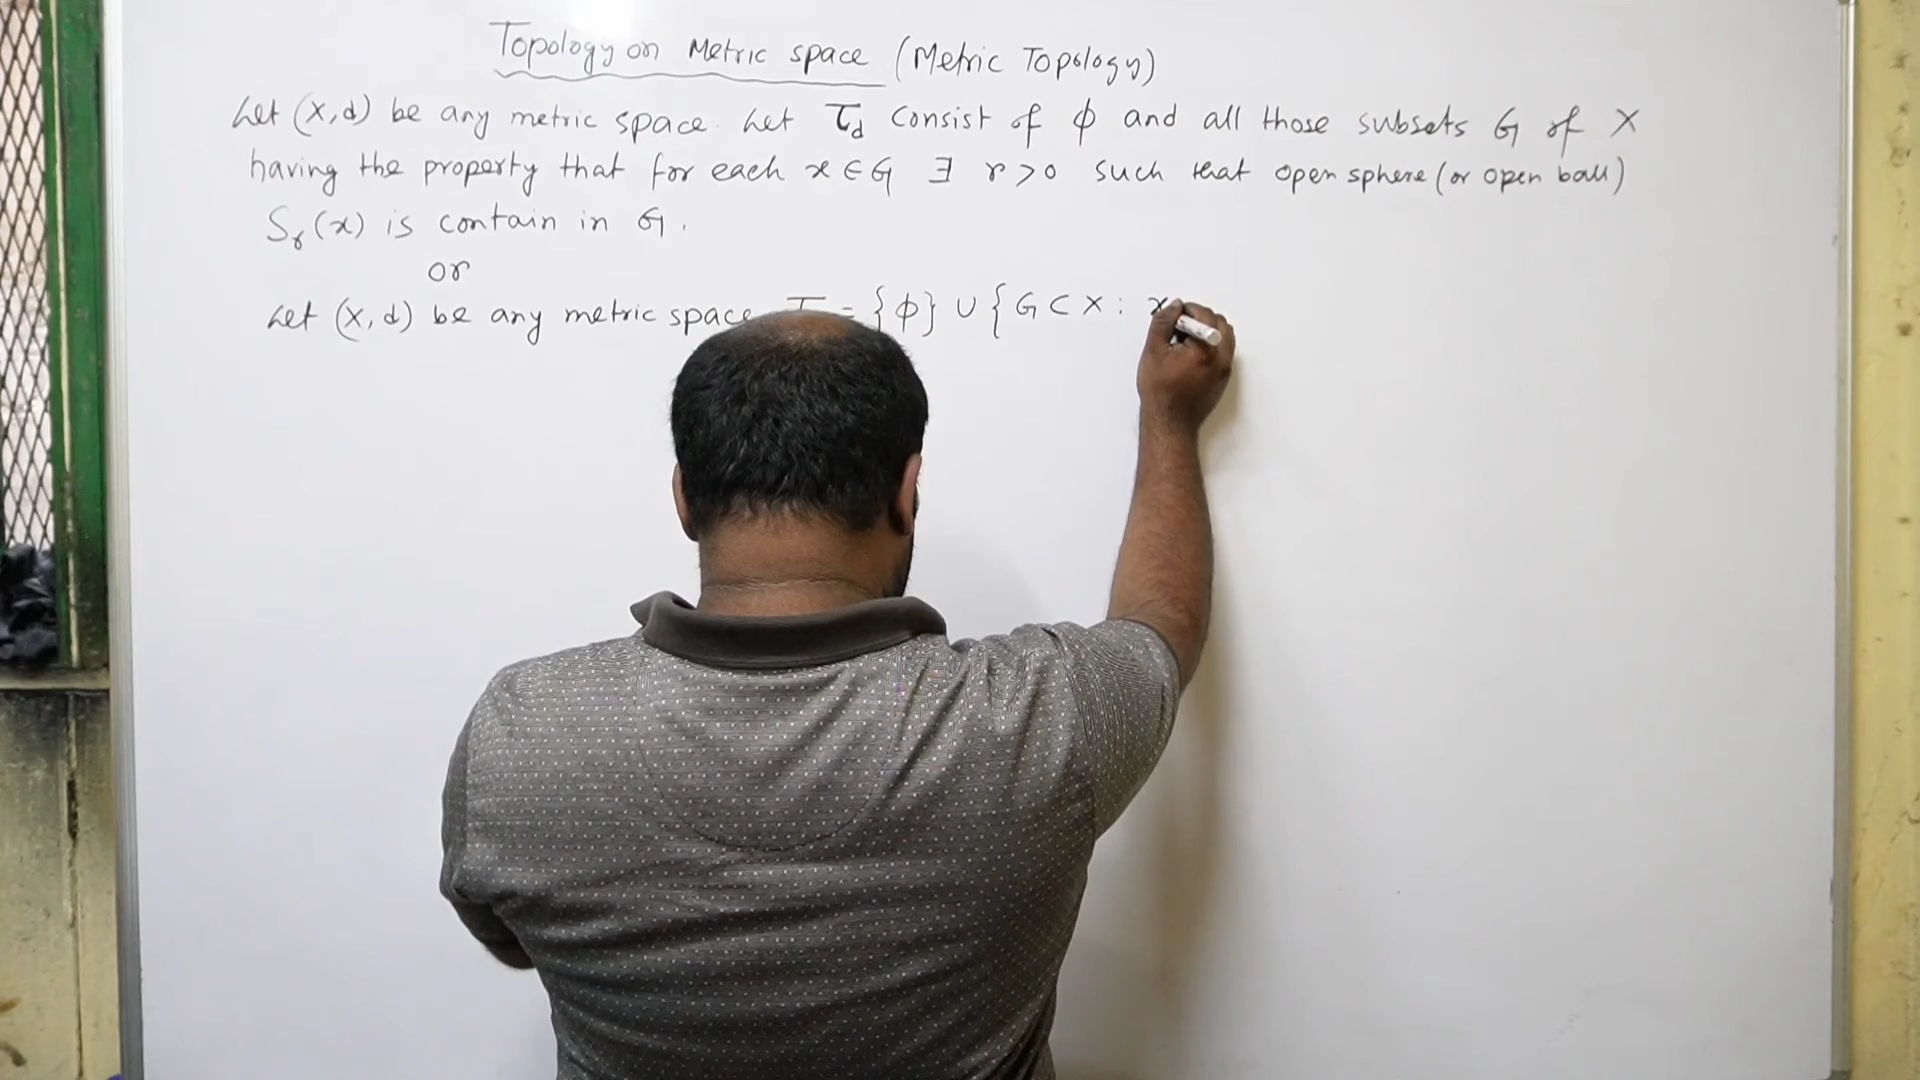 Topology on Metric space (Metric Topology)
Let (X,d) be any metric space. Let τd consist of ϕ and all those subsets G of X
having the property that for each x ∈ G ∃ r > 0 such that open sphere (or open ball)
Sr(x) is contain in G.
or
Let (X,d) be any metric space = {ϕ} ∪ { G ⊂ X : x